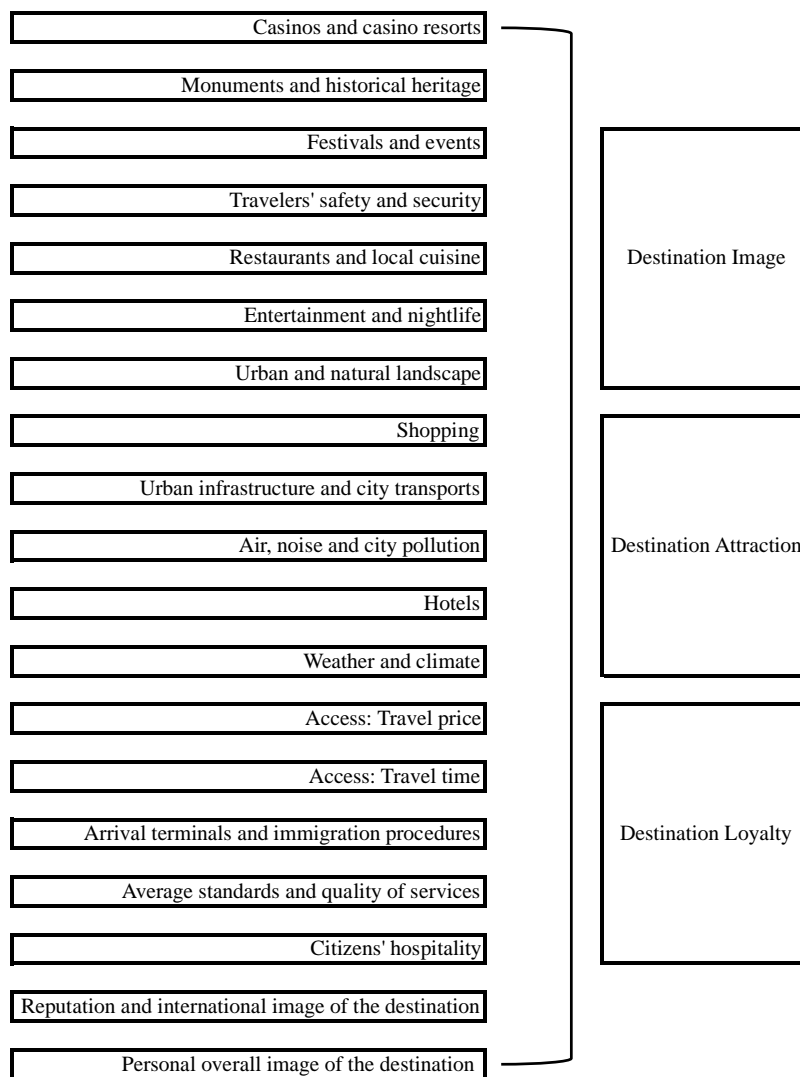 Casinos and casino resorts
Monuments and historical heritage
Festivals and events
Travelers' safety and security
Restaurants and local cuisine
Entertainment and nightlife
Urban and natural landscape
Shopping
Urban infrastructure and city transports
Air, noise and city pollution
Hotels
Weather and climate
Access: Travel price
Access: Travel time
Arrival terminals and immigration procedures
Average standards and quality of services
Citizens' hospitality
Reputation and international image of the destination
Personal overall image of the destination
Destination Image
Destination Attraction
Destination Loyalty